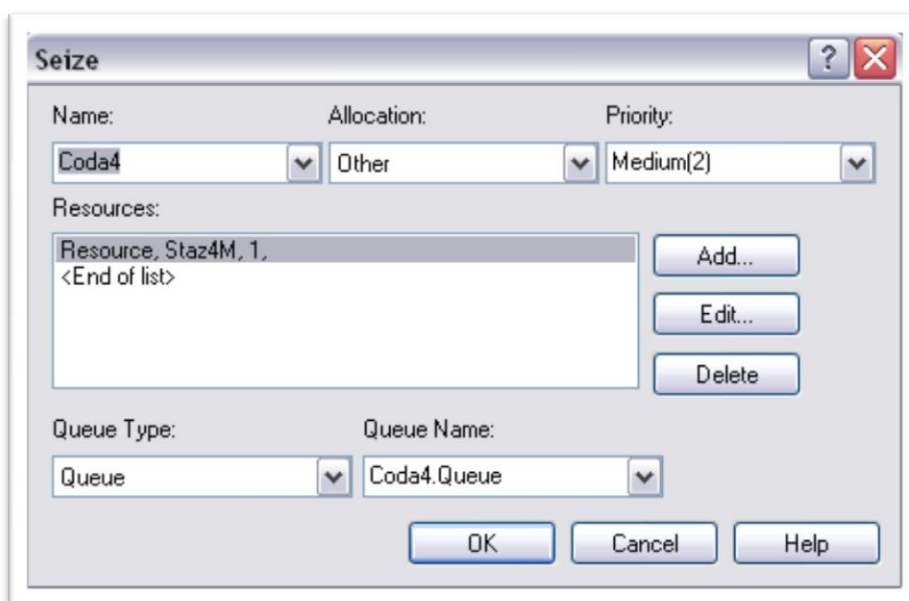 Seize
Name: Allocation: Priority:
Coda4 Other Medium(2)
Resources:
Resource, Staz4M, 1,
<End of list>
Add...
Edit...
Delete
Queue Type: Queue Name:
Queue Coda4.Queue
OK Cancel Help